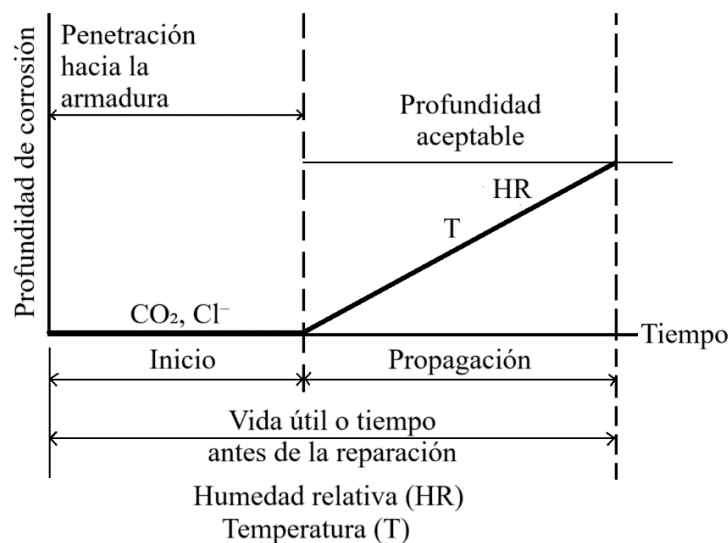 Profundidad de corrosión
Penetración
hacia la
armadura
Profundidad
aceptable
HR
T
CO₂, Cl⁻
Tiempo
Inicio
Propagación
Vida útil o tiempo
antes de la reparación
Humedad relativa (HR)
Temperatura (T)